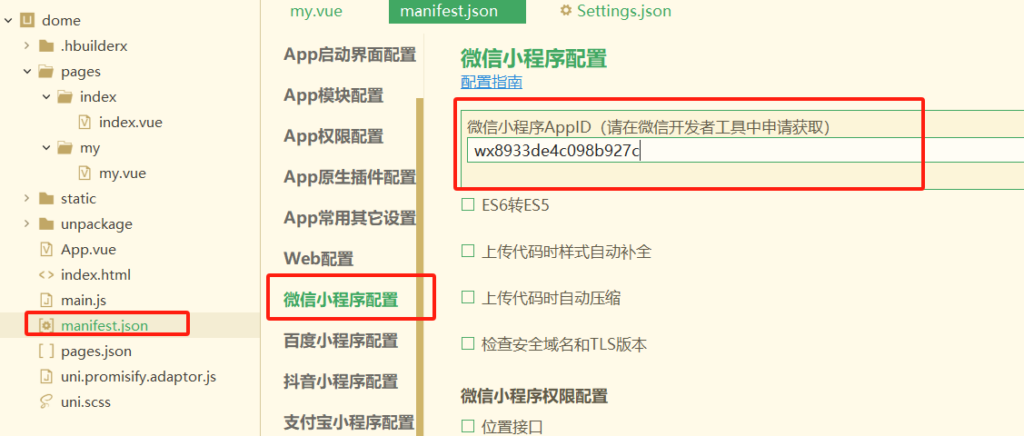 dome
.hbuilderx
pages
index
index.vue
my
my.vue
static
unpackage
App.vue
index.html
main.js
manifest.json
pages.json
uni.promisify.adaptor.js
uni.scss
my.vue
manifest.json
Settings.json
App启动界面配置
App模块配置
App权限配置
App原生插件配置
App常用其它设置
Web配置
微信小程序配置
百度小程序配置
抖音小程序配置
支付宝小程序配置
微信小程序配置
配置指南
微信小程序AppID（请在微信开发者工具中申请获取）
wx8933de4c098b927c
ES6转ES5
上传代码时样式自动补全
上传代码时自动压缩
检查安全域名和TLS版本
微信小程序权限配置
位置接口